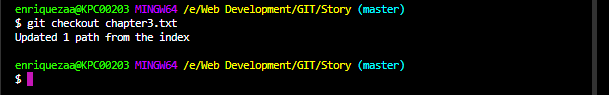 enriquezaa@KPC00203 MINGW64 /e/Web Development/GIT/Story (master)
$ git checkout chapter3.txt
Updated 1 path from the index
enriquezaa@KPC00203 MINGW64 /e/Web Development/GIT/Story (master)
$